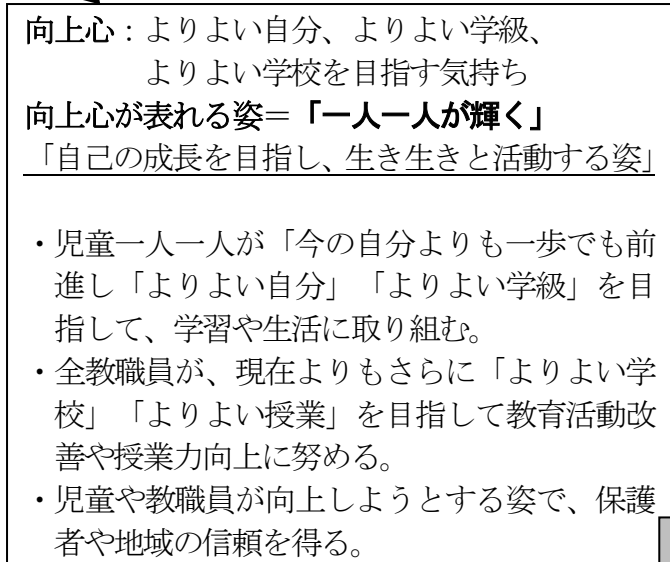 向上心：よりよい自分、よりよい学級、
よりよい学校を目指す気持ち
向上心が表れる姿＝「一人一人が輝く」
「自己の成長を目指し、生き生きと活動する姿」
・児童一人一人が「今の自分よりも一歩でも前
進し「よりよい自分」「よりよい学級」を目
指して、学習や生活に取り組む。
・全教職員が、現在よりもさらに「よりよい学
校」「よりよい授業」を目指して教育活動改
善や授業力向上に努める。
・児童や教職員が向上しようとする姿で、保護
者や地域の信頼を得る。